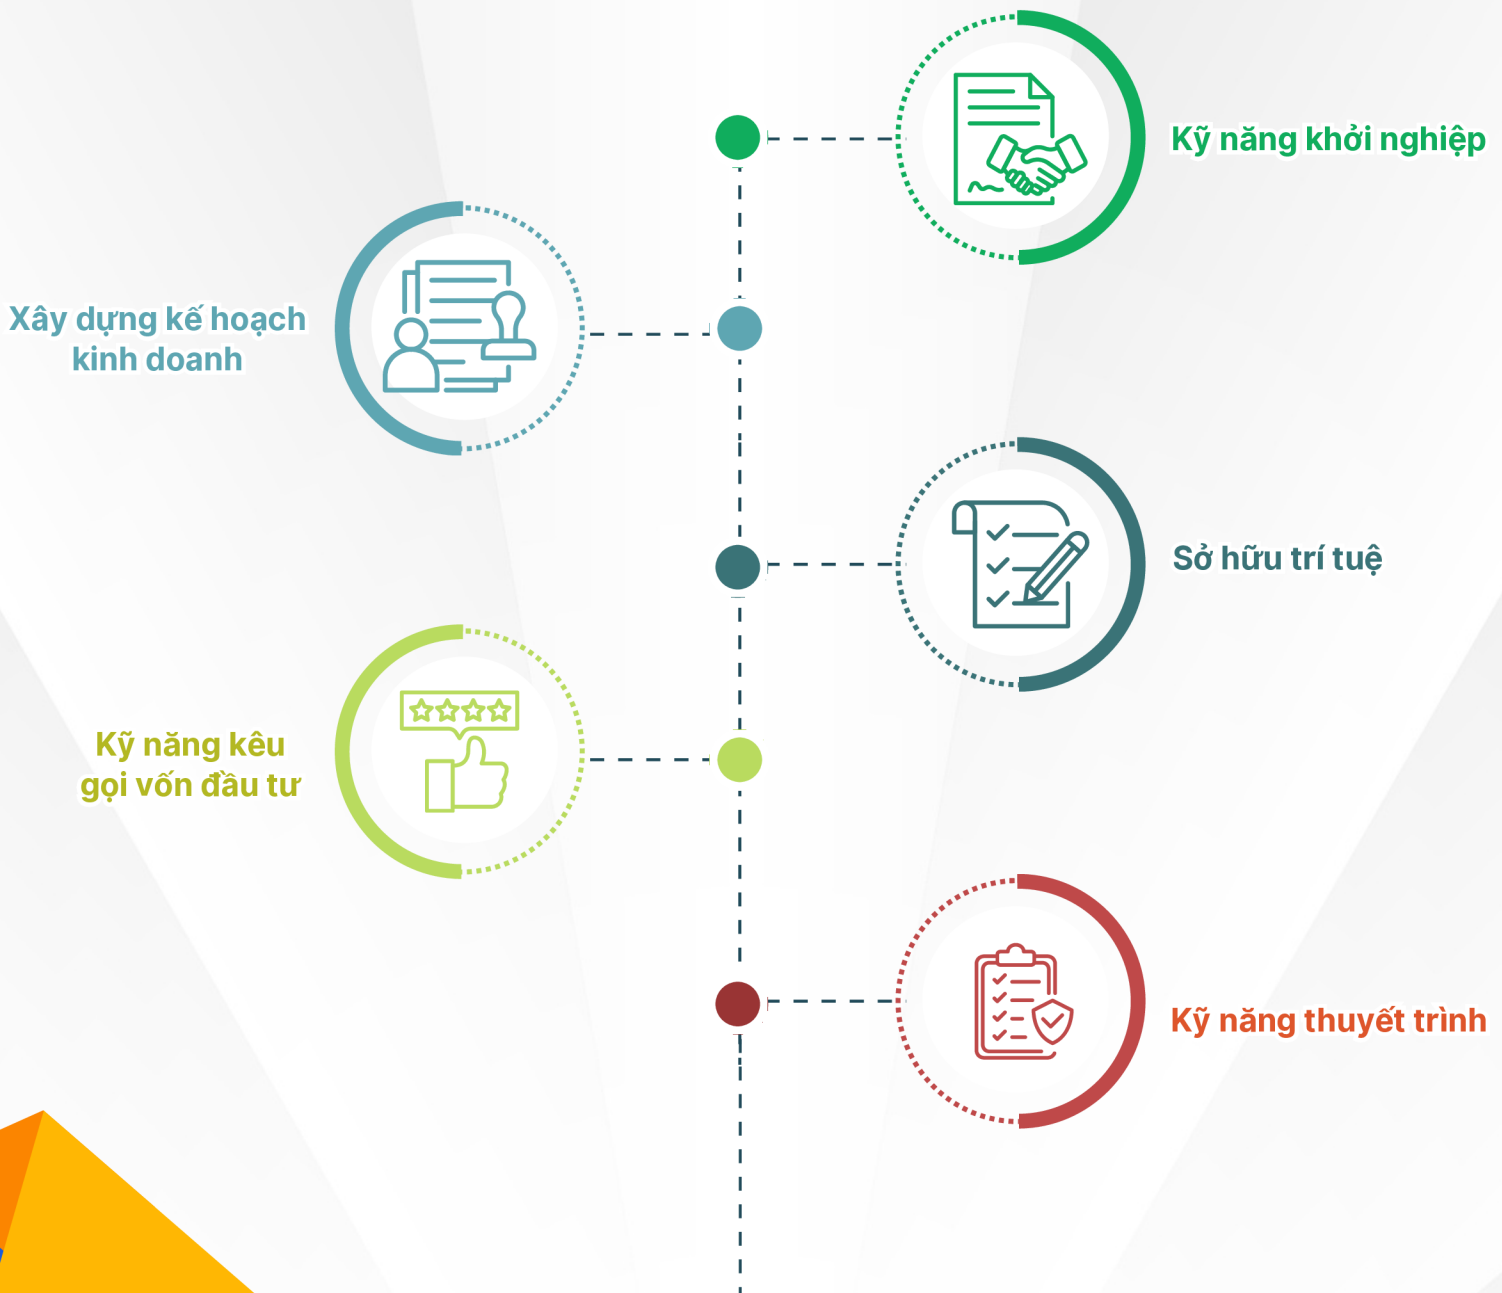 Kỹ năng khởi nghiệp
Xây dựng kế hoạch
kinh doanh
Sở hữu trí tuệ
Kỹ năng kêu
gọi vốn đầu tư
Kỹ năng thuyết trình